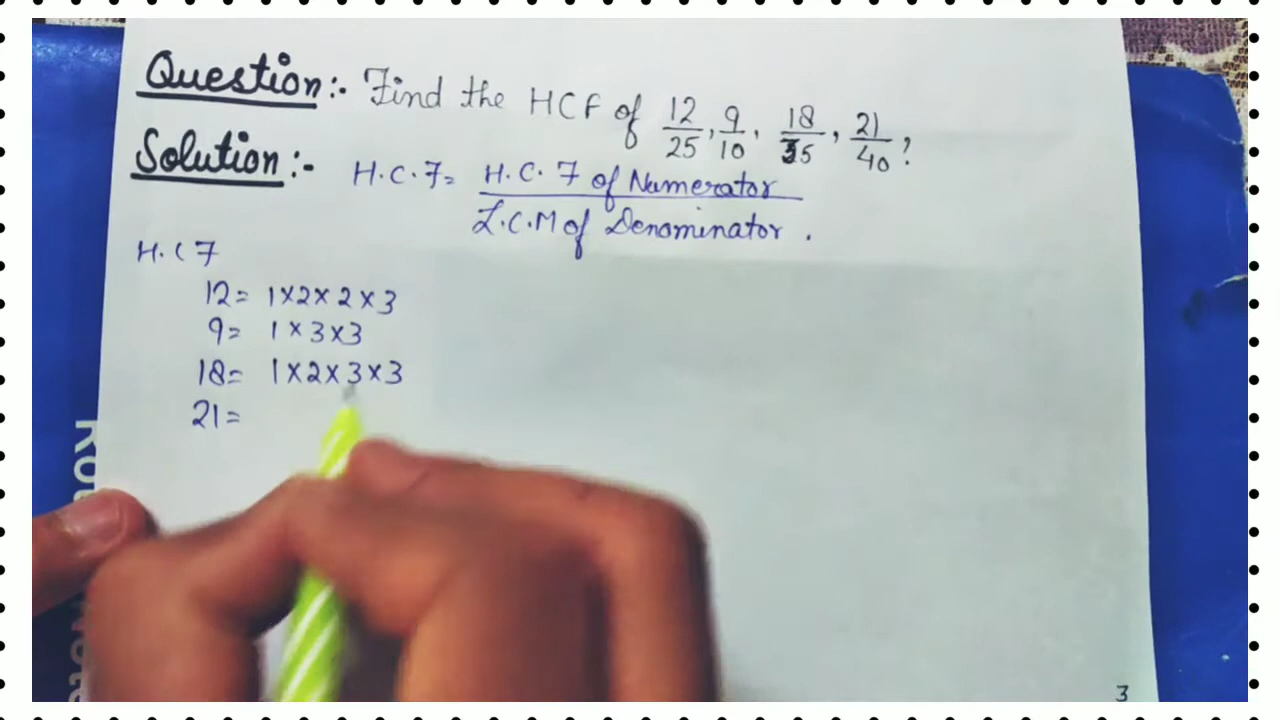 Question:- Find the HCF of 12/25, 9/10, 18/35, 21/40?
Solution:- H.C.F= H.C.F of Numerator / L.C.M of Denominator.
H.CF
12= 1×2×2×3
9= 1×3×3
18= 1×2×3×3
21=
3